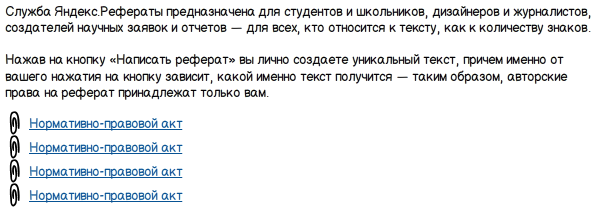 Служба Яндекс.Рефераты предназначена для студентов и школьников, дизайнеров и журналистов,
создателей научных заявок и отчетов — для всех, кто относится к тексту, как к количеству знаков.
Нажав на кнопку «Написать реферат» вы лично создаете уникальный текст, причем именно от
вашего нажатия на кнопку зависит, какой именно текст получится — таким образом, авторские
права на реферат принадлежат только вам.
Нормативно-правовой акт
Нормативно-правовой акт
Нормативно-правовой акт
Нормативно-правовой акт